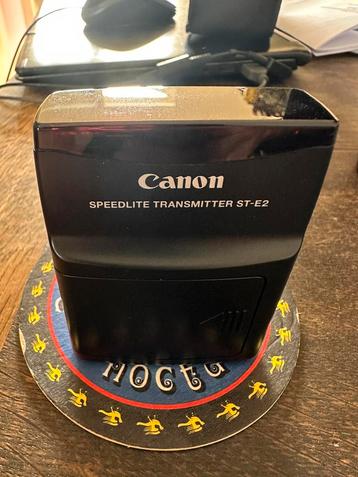 Canon
SPEEDLITE TRANSMITTER ST-E2